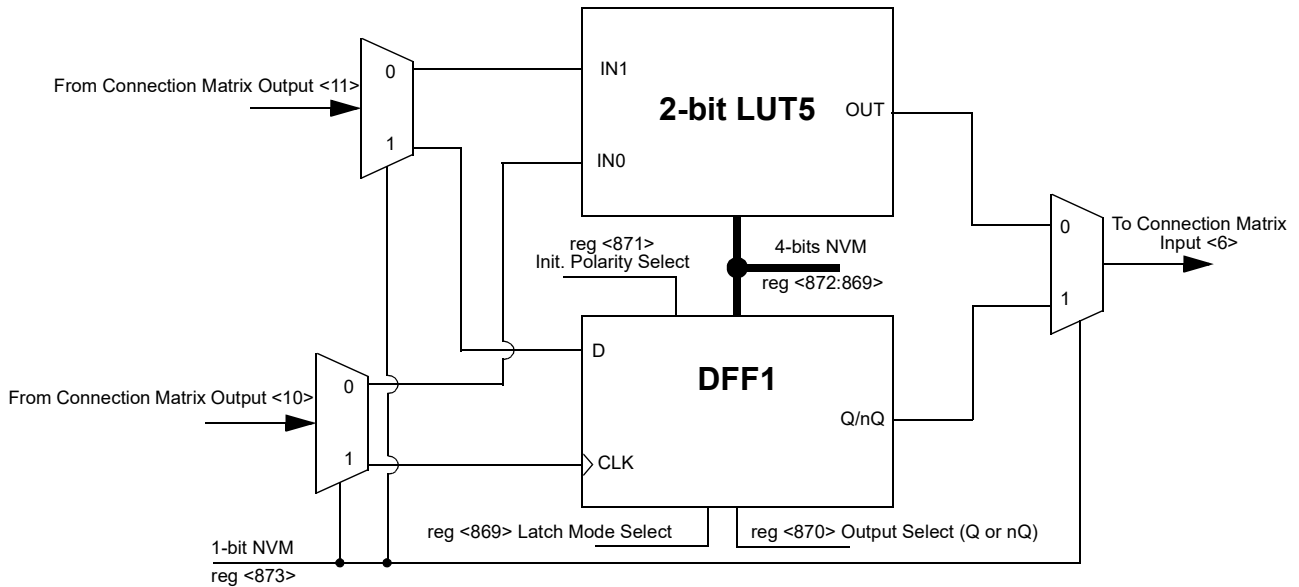 0
IN1
From Connection Matrix Output <11>
2-bit LUT5
OUT
1
IN0
0
To Connection Matrix
Input <6>
reg <871>
Init. Polarity Select
4-bits NVM
reg <872:869>
1
D
DFF1
0
From Connection Matrix Output <10>
Q/nQ
1
CLK
reg <869> Latch Mode Select
reg <870> Output Select (Q or nQ)
1-bit NVM
reg <873>